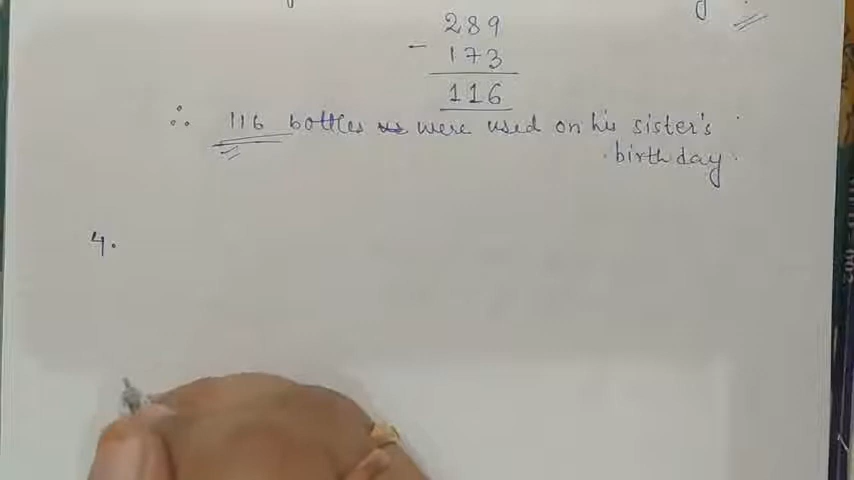 289
- 173
116
∴ 116 bottles were used on his sister's
birthday.
4.